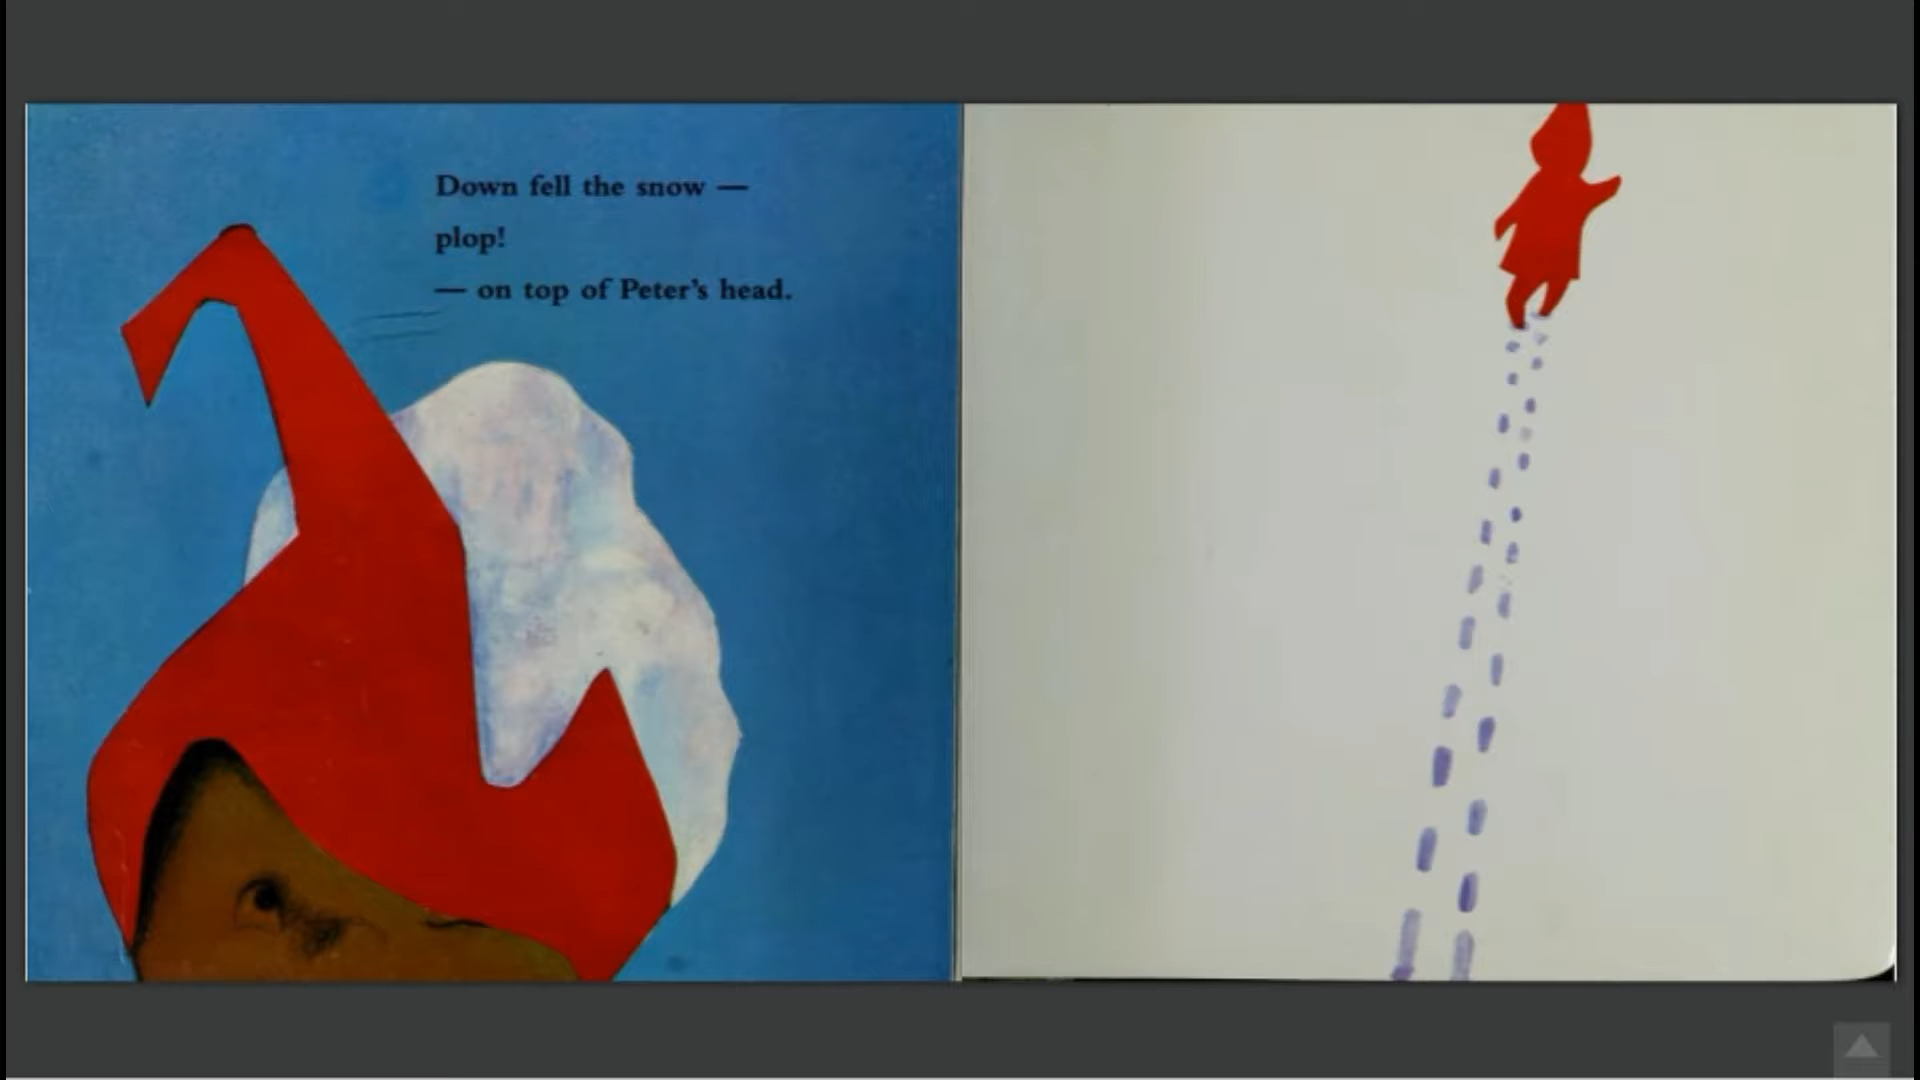 Down fell the snow —
plop!
— on top of Peter's head.